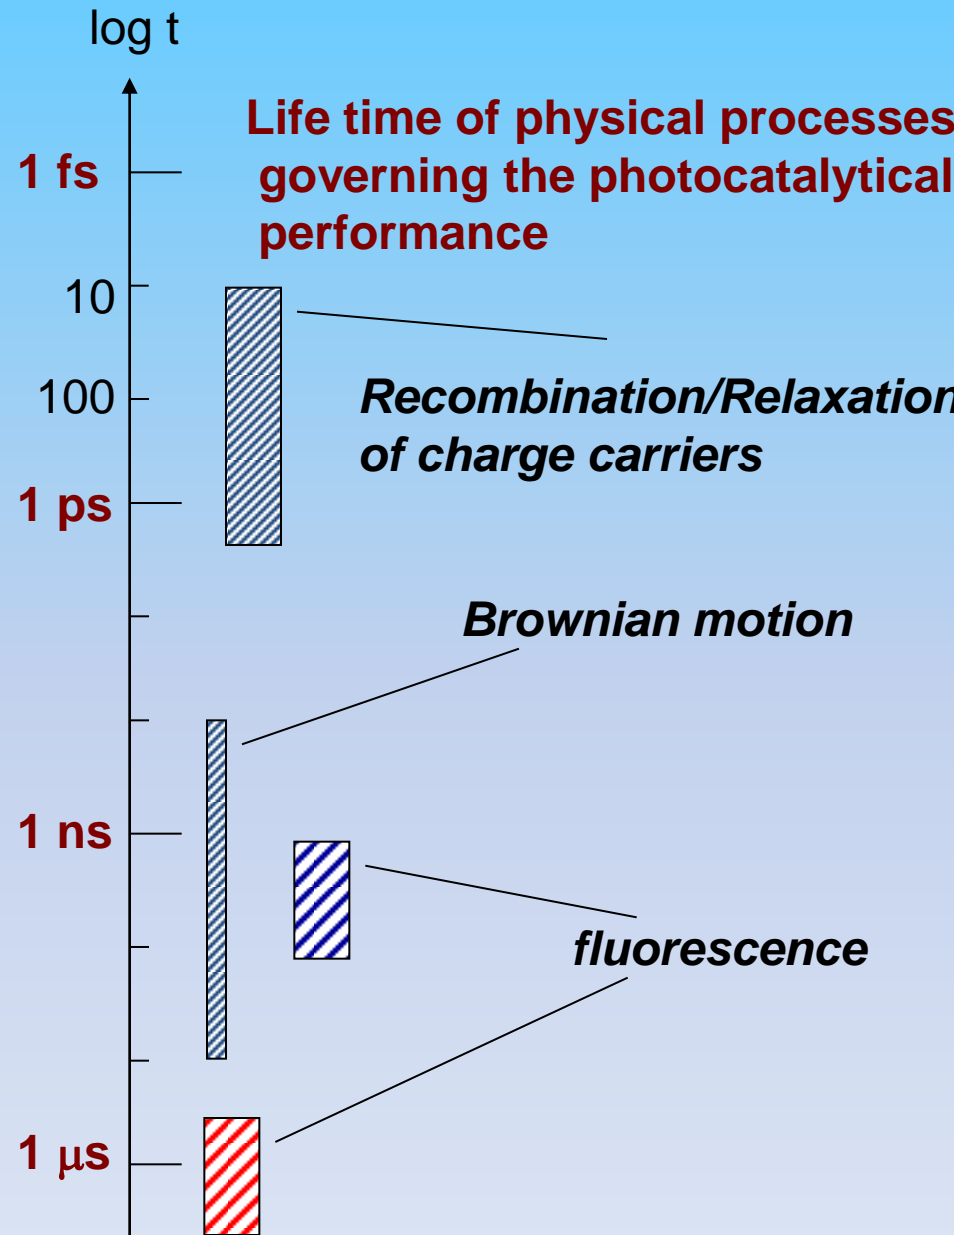 log t
Life time of physical processes
governing the photocatalytical
performance
1 fs
10
100
Recombination/Relaxation
of charge carriers
1 ps
Brownian motion
1 ns
fluorescence
1 μs